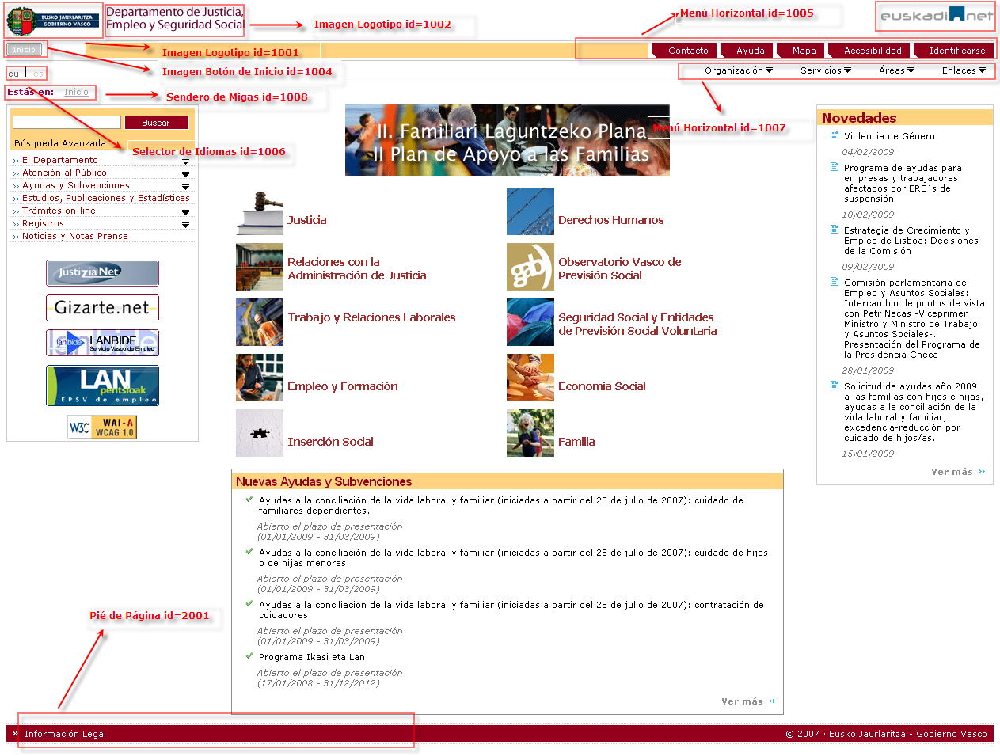 EUSKO JAURLARITZA
GOBIERNO VASCO
Departamento de Justicia,
Empleo y Seguridad Social
Imagen Logotipo id=1002
Menú Horizontal id=1005
euskadi.net
Inicio
Imagen Logotipo id=1001
Contacto
Ayuda
Mapa
Accesibilidad
Identificarse
eu
es
Imagen Botón de Inicio id=1004
Organización
Servicios
Áreas
Enlaces
Estás en:
Inicio
Sendero de Migas id=1008
Buscar
Búsqueda Avanzada
Selector de Idiomas id=1006
›› El Departamento
›› Atención al Público
›› Ayudas y Subvenciones
›› Estudios, Publicaciones y Estadísticas
›› Trámites on-line
›› Registros
›› Noticias y Notas Prensa
JustiziaNet
Gizarte.net
lanbide
LANBIDE
Servicio Vasco de Empleo
LAN
pentsioak
EPSV de empleo
W3C
WAI-A
WCAG 1.0
II. Familiari Laguntzeko Plana
II Plan de Apoyo a las Familias
Menú Horizontal id=1007
Justicia
Derechos Humanos
Relaciones con la
Administración de Justicia
gab
Observatorio Vasco de
Previsión Social
Trabajo y Relaciones Laborales
Seguridad Social y Entidades
de Previsión Social Voluntaria
Empleo y Formación
Economía Social
Inserción Social
Familia
Novedades
Violencia de Género
04/02/2009
Programa de ayudas para
empresas y trabajadores
afectados por ERE´s de
suspensión
10/02/2009
Estrategia de Crecimiento y
Empleo de Lisboa: Decisiones
de la Comisión
09/02/2009
Comisión parlamentaria de
Empleo y Asuntos Sociales:
Intercambio de puntos de vista
con Petr Necas -Viceprimer
Ministro y Ministro de Trabajo
y Asuntos Sociales-.
Presentación del Programa de
la Presidencia Checa
28/01/2009
Solicitud de ayudas año 2009
a las familias con hijos e hijas,
ayudas a la conciliación de la
vida laboral y familiar,
excedencia-reducción por
cuidado de hijos/as.
15/01/2009
Ver más ››
Nuevas Ayudas y Subvenciones
Ayudas a la conciliación de la vida laboral y familiar (iniciadas a partir del 28 de julio de 2007): cuidado de
familiares dependientes.
Abierto el plazo de presentación
(01/01/2009 - 31/03/2009)
Ayudas a la conciliación de la vida laboral y familiar (iniciadas a partir del 28 de julio de 2007): cuidado de hijos
o de hijas menores.
Abierto el plazo de presentación
(01/01/2009 - 31/03/2009)
Ayudas a la conciliación de la vida laboral y familiar (iniciadas a partir del 28 de julio de 2007): contratación de
cuidadores.
Abierto el plazo de presentación
(01/01/2009 - 31/03/2009)
Programa Ikasi eta Lan
Abierto el plazo de presentación
(17/01/2008 - 31/12/2012)
Ver más ››
Pié de Página id=2001
» Información Legal
© 2007 · Eusko Jaurlaritza - Gobierno Vasco